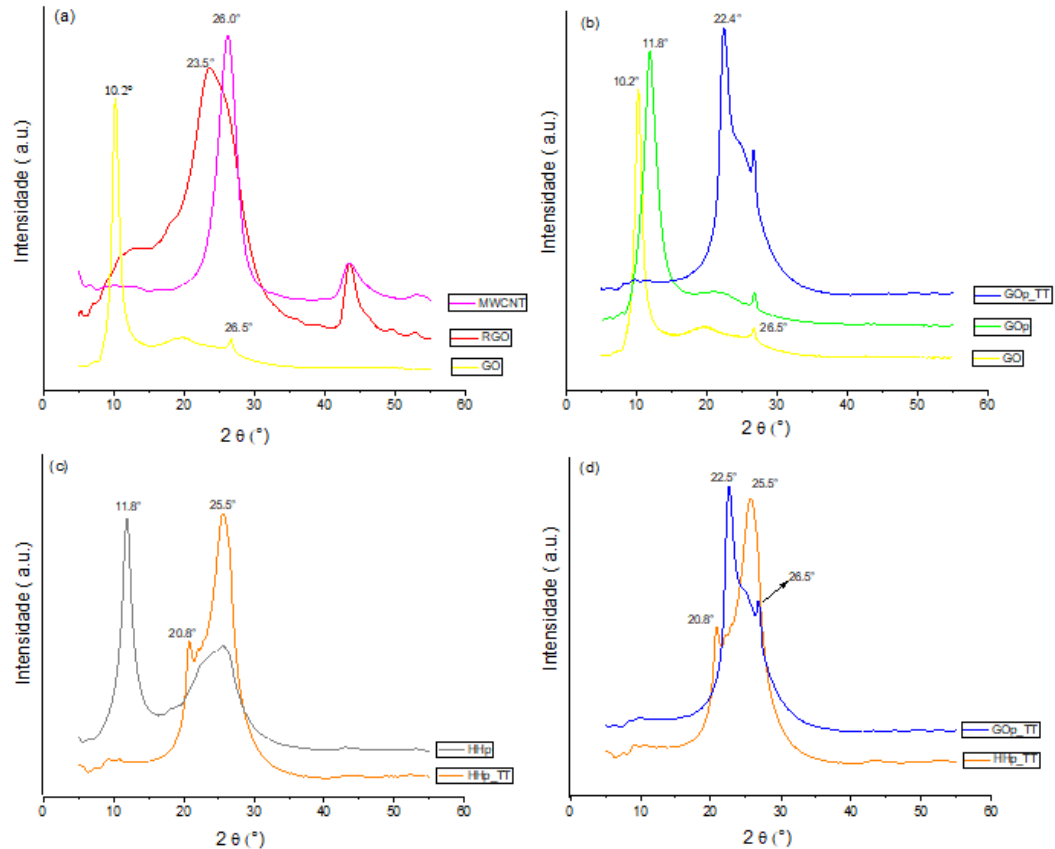 (a)
26.0°
23.5°
10.2°
26.5°
MWCNT
RGO
GO
Intensidade ( a.u.)
0 10 20 30 40 50 60
2 θ (°)
(b)
22.4°
11.8°
10.2°
26.5°
GOp_TT
GOp
GO
Intensidade ( a.u.)
0 10 20 30 40 50 60
2 θ (°)
(c)
11.8°
25.5°
20.8°
HHp
HHp_TT
Intensidade ( a.u.)
0 10 20 30 40 50 60
2 θ (°)
(d)
22.5°
25.5°
26.5°
20.8°
GOp_TT
HHp_TT
Intensidade ( a.u.)
0 10 20 30 40 50 60
2 θ (°)